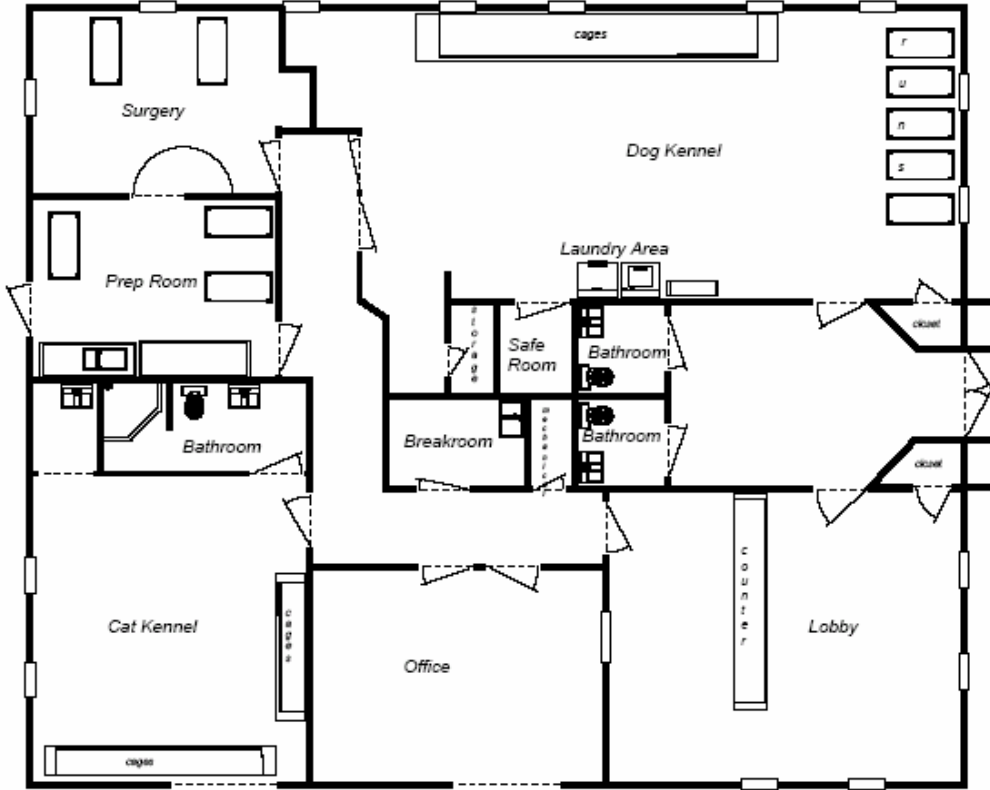 cages
r
u
n
s
Surgery
Dog Kennel
Laundry Area
Prep Room
storage
Safe
Room
Bathroom
closet
Bathroom
Breakroom
mechanical
Bathroom
closet
Cat Kennel
cages
counter
Lobby
Office
cages